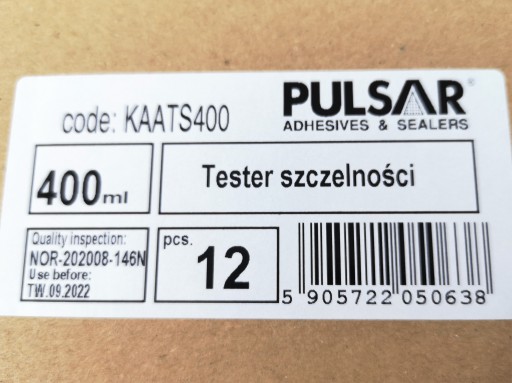 code: KAATS400
PULSAR®
ADHESIVES & SEALERS
400ml
Tester szczelności
Quality inspection:
NOR-202008-146N
Use before:
TW.09.2022
pcs.
12
5 905722 050638